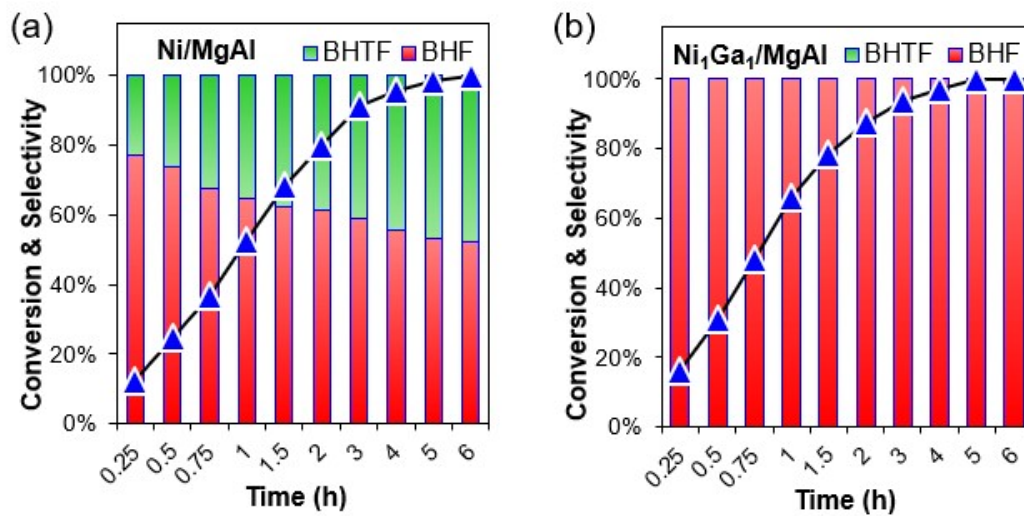 (a)
Ni/MgAl
BHTF BHF
100%
80%
60%
40%
20%
0%
Conversion & Selectivity
0.25 0.5 0.75 1 1.5 2 3 4 5 6
Time (h)
(b)
Ni₁Ga₁/MgAl
BHTF BHF
100%
80%
60%
40%
20%
0%
Conversion & Selectivity
0.25 0.5 0.75 1 1.5 2 3 4 5 6
Time (h)